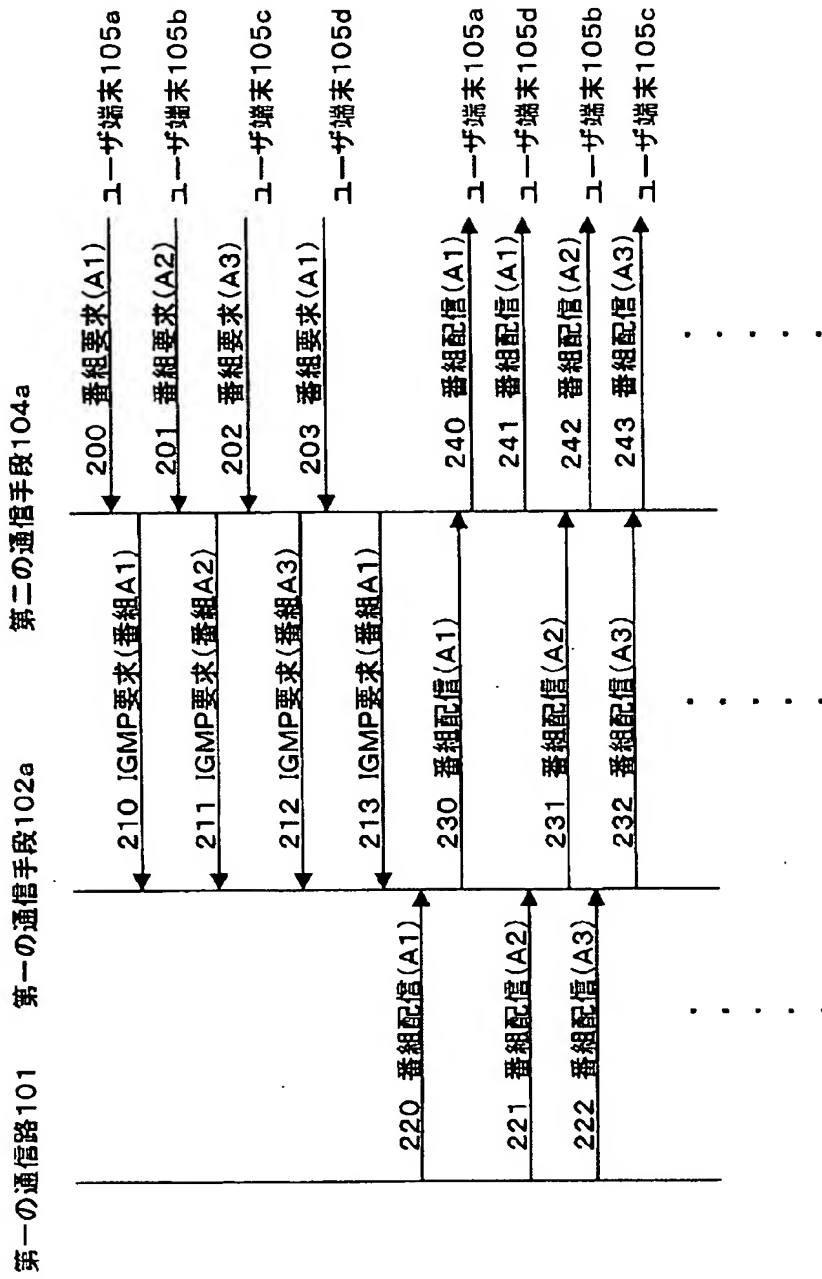 第一の通信路101
第一の通信手段102a
第二の通信手段104a
200 番組要求(A1)
ユーザ端末105a
210 IGMP要求(番組A1)
201 番組要求(A2)
ユーザ端末105b
211 IGMP要求(番組A2)
202 番組要求(A3)
ユーザ端末105c
212 IGMP要求(番組A3)
203 番組要求(A1)
ユーザ端末105d
213 IGMP要求(番組A1)
220 番組配信(A1)
230 番組配信(A1)
240 番組配信(A1)
ユーザ端末105a
241 番組配信(A1)
ユーザ端末105d
221 番組配信(A2)
231 番組配信(A2)
242 番組配信(A2)
ユーザ端末105b
222 番組配信(A3)
232 番組配信(A3)
243 番組配信(A3)
ユーザ端末105c